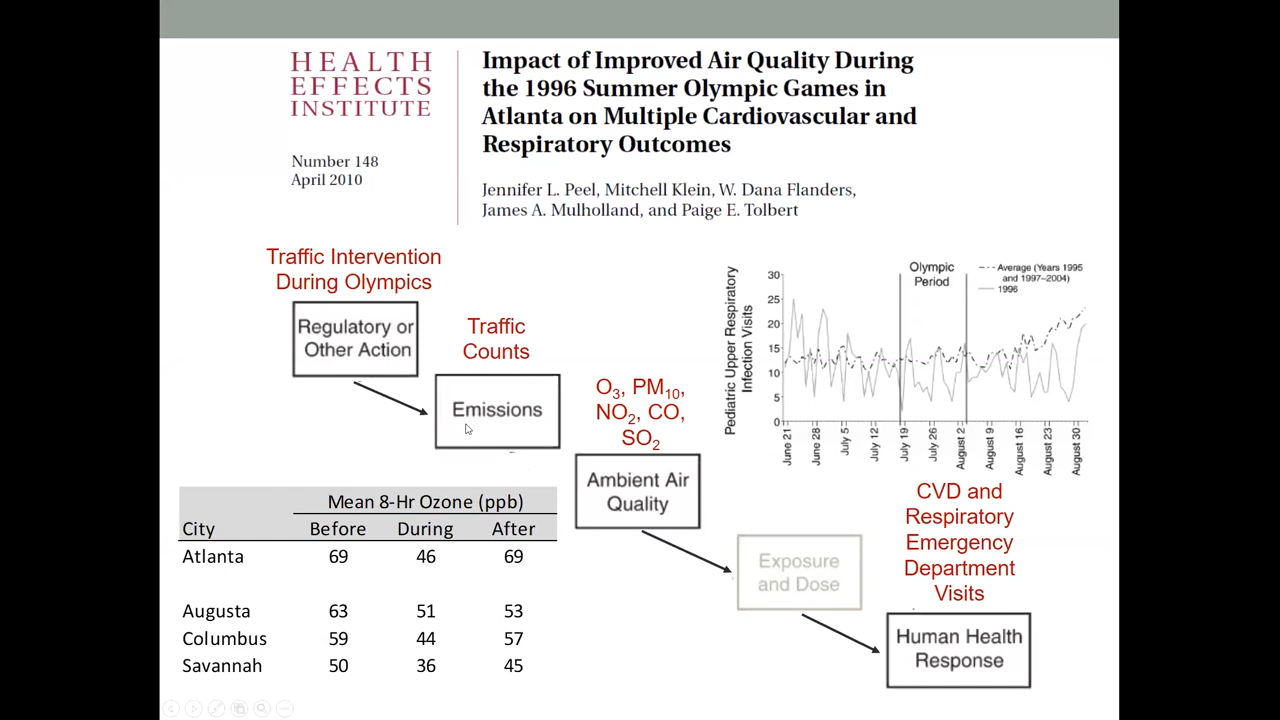 HEALTH
EFFECTS
INSTITUTE
Number 148
April 2010
Impact of Improved Air Quality During
the 1996 Summer Olympic Games in
Atlanta on Multiple Cardiovascular and
Respiratory Outcomes
Jennifer L. Peel, Mitchell Klein, W. Dana Flanders,
James A. Mulholland, and Paige E. Tolbert
Traffic Intervention
During Olympics
Regulatory or
Other Action
Traffic
Counts
Emissions
O3, PM10,
NO2, CO,
SO2
Ambient Air
Quality
Exposure
and Dose
CVD and
Respiratory
Emergency
Department
Visits
Human Health
Response
Pediatric Upper Respiratory
Infection Visits
30
25
20
15
10
5
0
Olympic
Period
Average (Years 1995
and 1997–2004)
1996
June 21
June 28
July 5
July 12
July 19
July 26
August 2
August 9
August 16
August 23
August 30
Mean 8-Hr Ozone (ppb)
City Before During After
Atlanta 69 46 69
Augusta 63 51 53
Columbus 59 44 57
Savannah 50 36 45